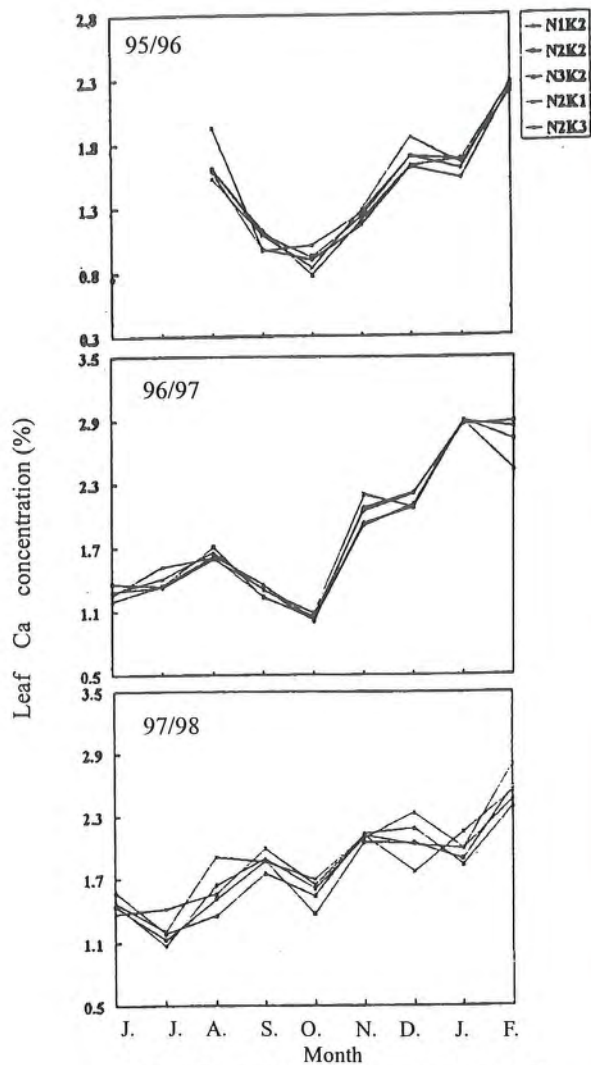 95/96
2.8
2.3
1.8
1.3
0.8
0.3
N1K2
N2K2
N3K2
N2K1
N2K3
96/97
3.5
2.9
2.3
1.7
1.1
0.5
97/98
3.5
2.9
2.3
1.7
1.1
0.5
Leaf Ca concentration (%)
J. J. A. S. O. N. D. J. F.
Month